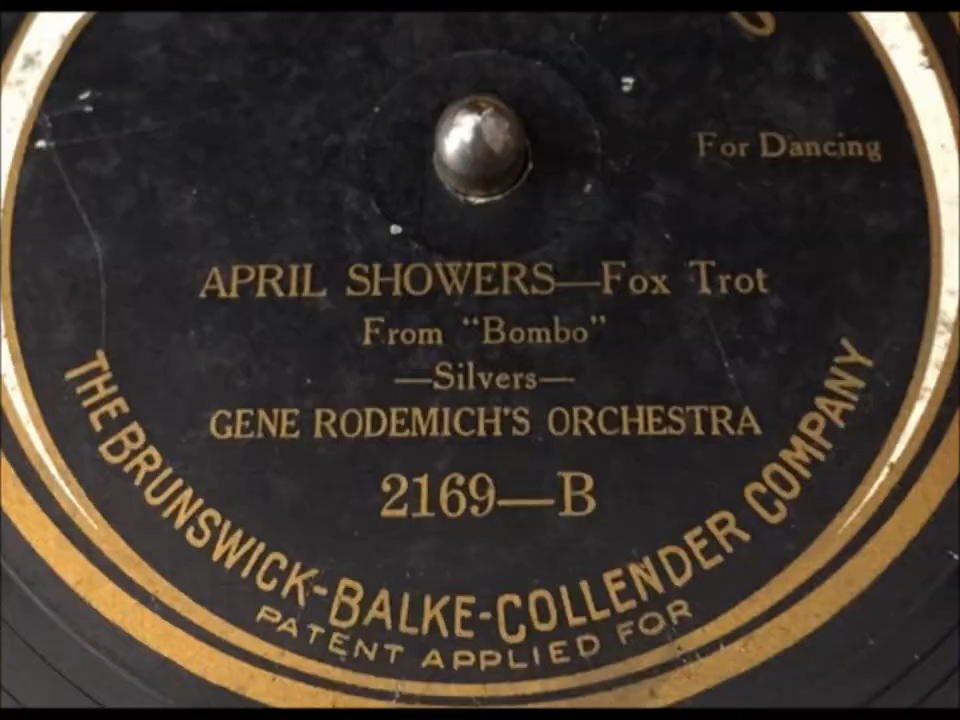 For Dancing
APRIL SHOWERS—Fox Trot
From "Bombo"
—Silvers—
GENE RODEMICH'S ORCHESTRA
2169—B
THE BRUNSWICK-BALKE-COLLENDER COMPANY
PATENT APPLIED FOR